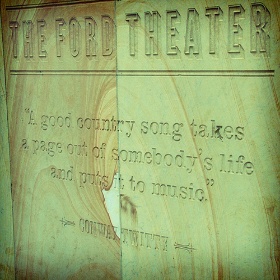 THE FORD THEATER
"A good country song takes
a page out of somebody's life
and puts it to music."
CONWAY TWITTY